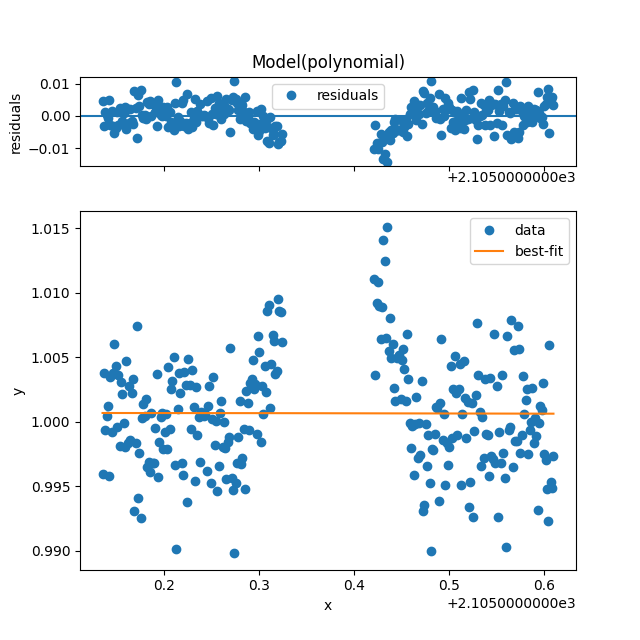 Model(polynomial)
0.01
0.00
−0.01
residuals
residuals
+2.1050000000e3
1.015
1.010
1.005
1.000
0.995
0.990
y
data
best-fit
0.2
0.3
0.4
0.5
0.6
x
+2.1050000000e3